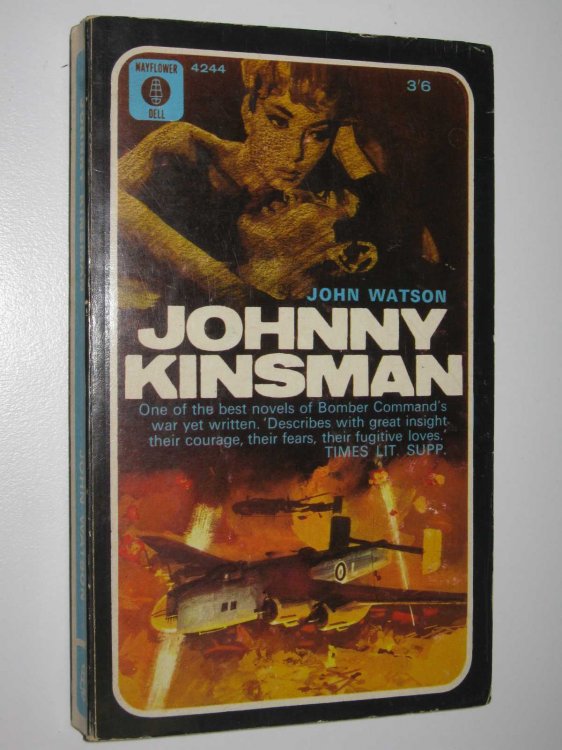 MAYFLOWER
DELL
4244
3'6
JOHN WATSON
JOHNNY
KINSMAN
One of the best novels of Bomber Command's
war yet written. 'Describes with great insight
their courage, their fears, their fugitive loves.'
TIMES LIT. SUPP.
JOHNNY KINSMAN
JOHN WATSON